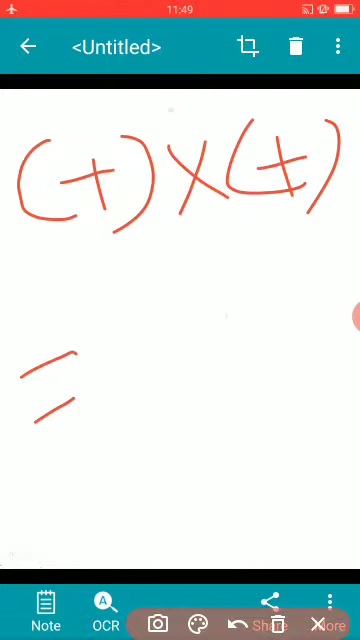 11:49
<Untitled>
(+)×(+)
=
Note OCR Share More